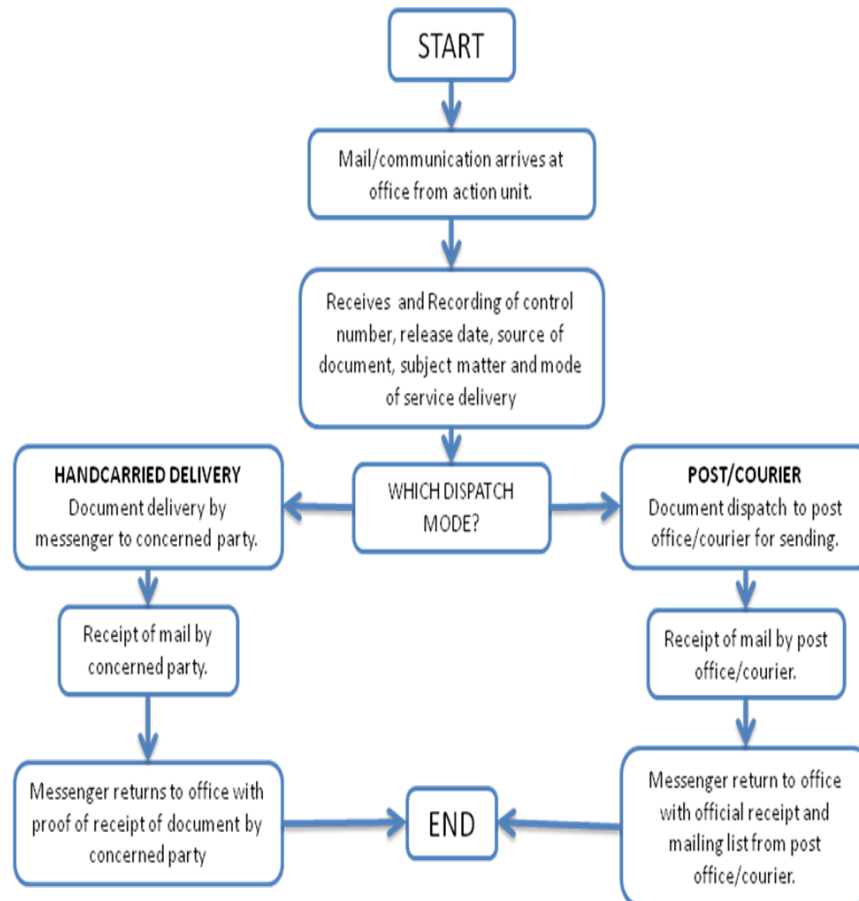 START
Mail/communication arrives at
office from action unit.
Receives and Recording of control
number, release date, source of
document, subject matter and mode
of service delivery
WHICH DISPATCH
MODE?
HANDCARRIED DELIVERY
Document delivery by
messenger to concerned party.
Receipt of mail by
concerned party.
Messenger returns to office with
proof of receipt of document by
concerned party
POST/COURIER
Document dispatch to post
office/courier for sending.
Receipt of mail by post
office/courier.
Messenger return to office
with official receipt and
mailing list from post
office/courier.
END